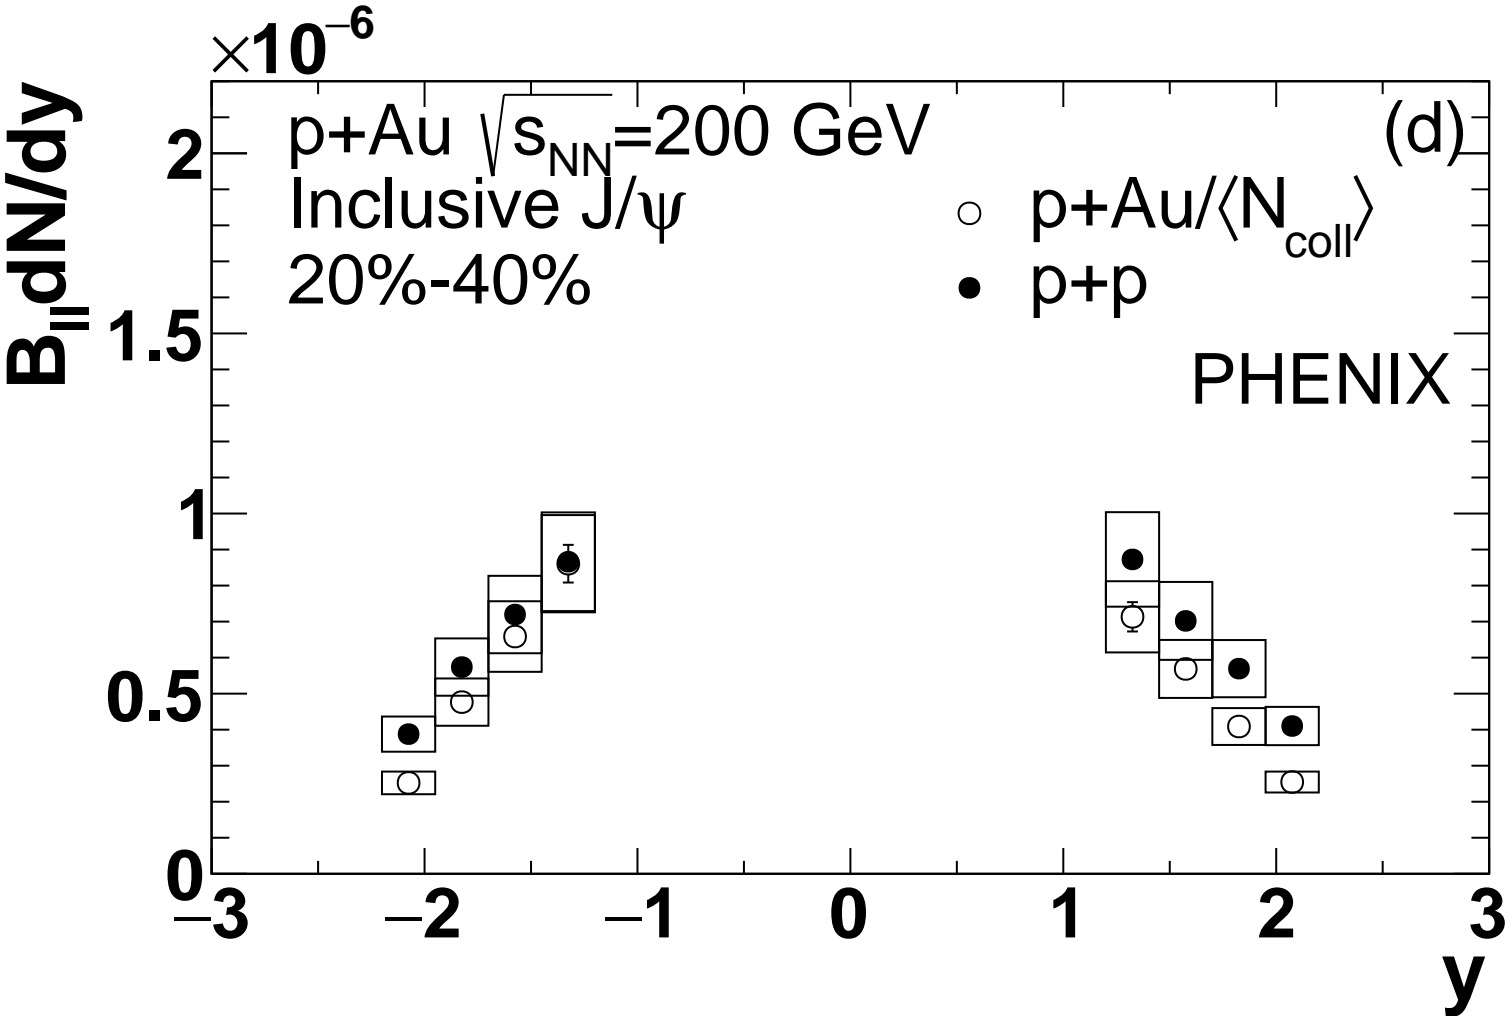 ×10⁻⁶
B_ll dN/dy
p+Au √s_NN=200 GeV
(d)
Inclusive J/ψ
20%-40%
p+Au/⟨N_coll⟩
p+p
PHENIX
2
1.5
1
0.5
0
−3 −2 −1 0 1 2 3
y